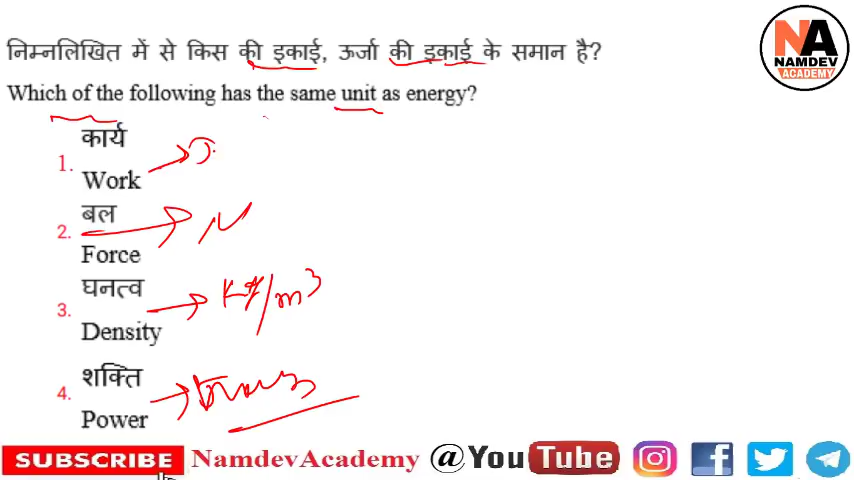 निम्नलिखित में से किस की इकाई, ऊर्जा की इकाई के समान है?
NA
NAMDEV
ACADEMY
Which of the following has the same unit as energy?
कार्य
1.
Work
J
बल
2.
Force
N
घनत्व
3.
Density
kg/m³
शक्ति
4.
Power
SUBSCRIBE NamdevAcademy @YouTube